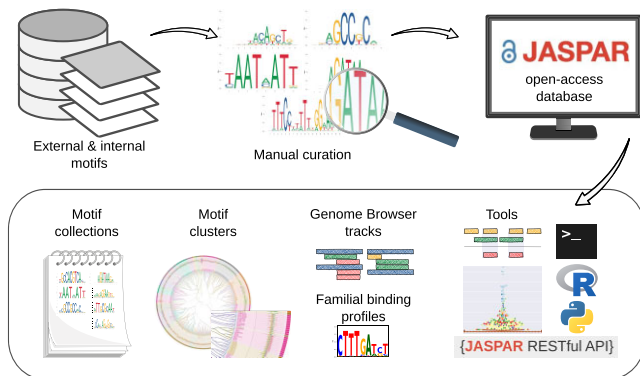 External & internal
motifs
Manual curation
JASPAR
open-access
database
Motif
collections
Motif
clusters
Genome Browser
tracks
Familial binding
profiles
Tools
>_
{JASPAR RESTful API}